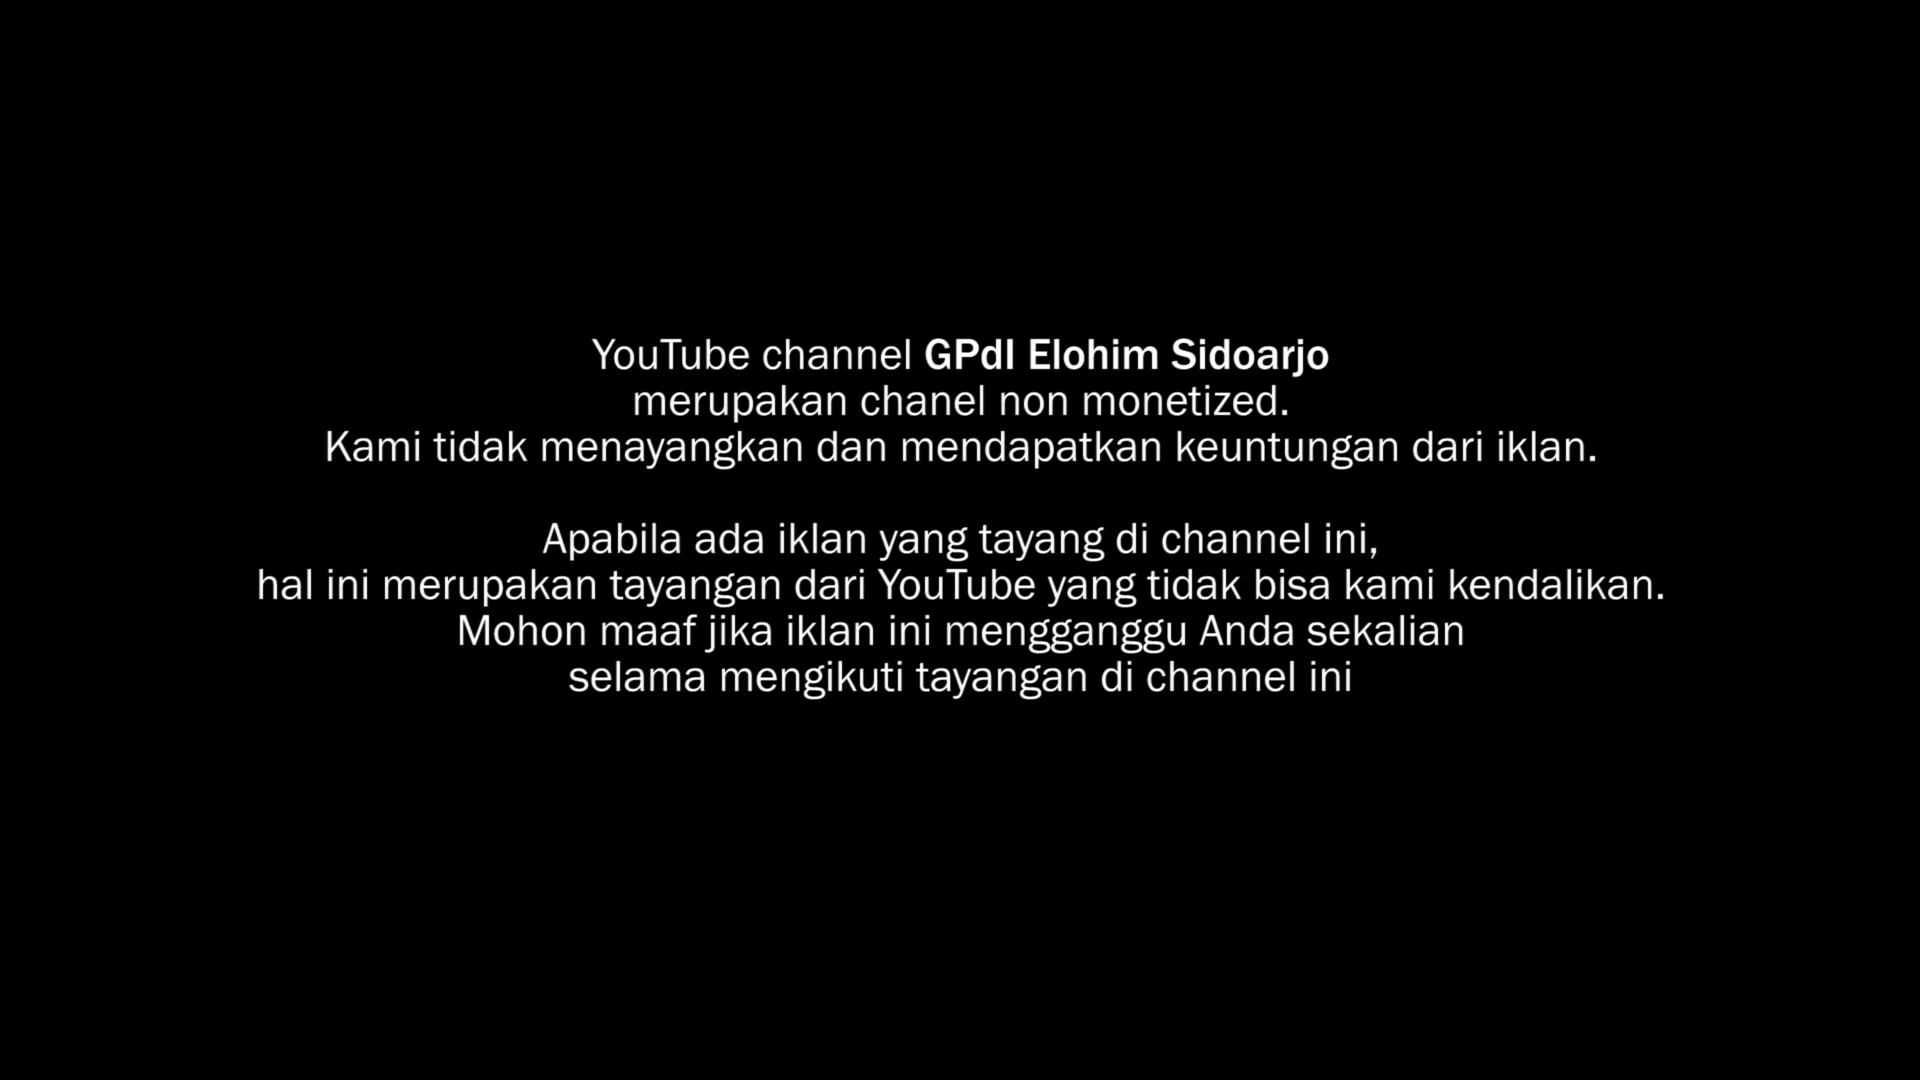 YouTube channel GPdI Elohim Sidoarjo
merupakan chanel non monetized.
Kami tidak menayangkan dan mendapatkan keuntungan dari iklan.
Apabila ada iklan yang tayang di channel ini,
hal ini merupakan tayangan dari YouTube yang tidak bisa kami kendalikan.
Mohon maaf jika iklan ini mengganggu Anda sekalian
selama mengikuti tayangan di channel ini